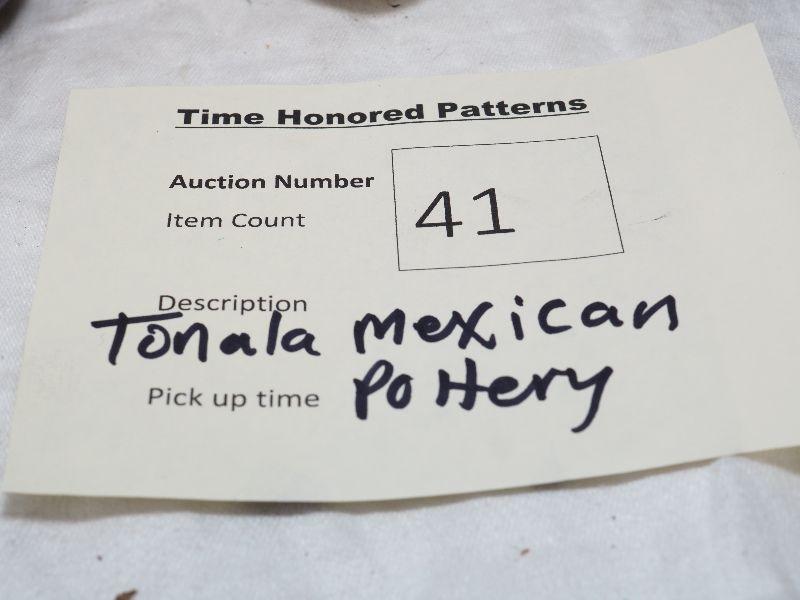 Time Honored Patterns
Auction Number 41
Item Count
Description
Tonala mexican
Pick up time pottery